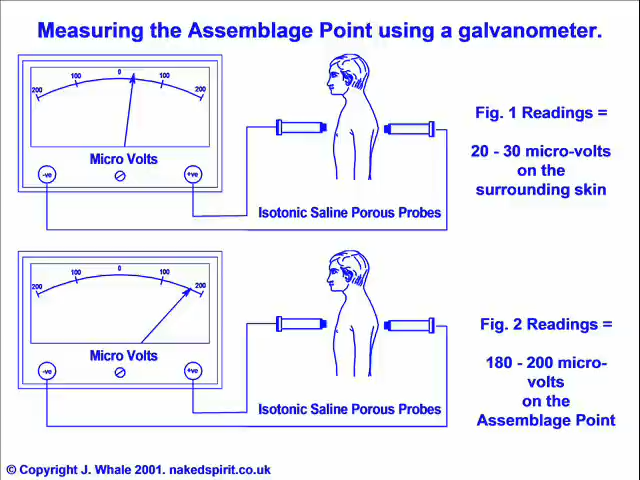 Measuring the Assemblage Point using a galvanometer.
200 100 0 100 200
Micro Volts
-ve +ve
Isotonic Saline Porous Probes
Fig. 1 Readings =
20 - 30 micro-volts
on the
surrounding skin
200 100 0 100 200
Micro Volts
-ve +ve
Isotonic Saline Porous Probes
Fig. 2 Readings =
180 - 200 micro-
volts
on the
Assemblage Point
© Copyright J. Whale 2001. nakedspirit.co.uk